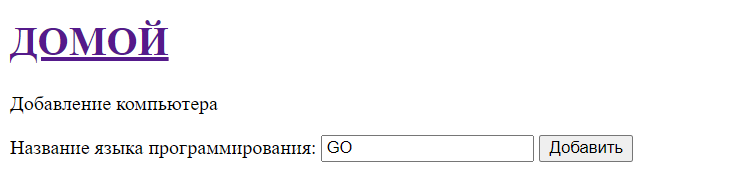 ДОМОЙ
Добавление компьютера
Название языка программирования: GO Добавить